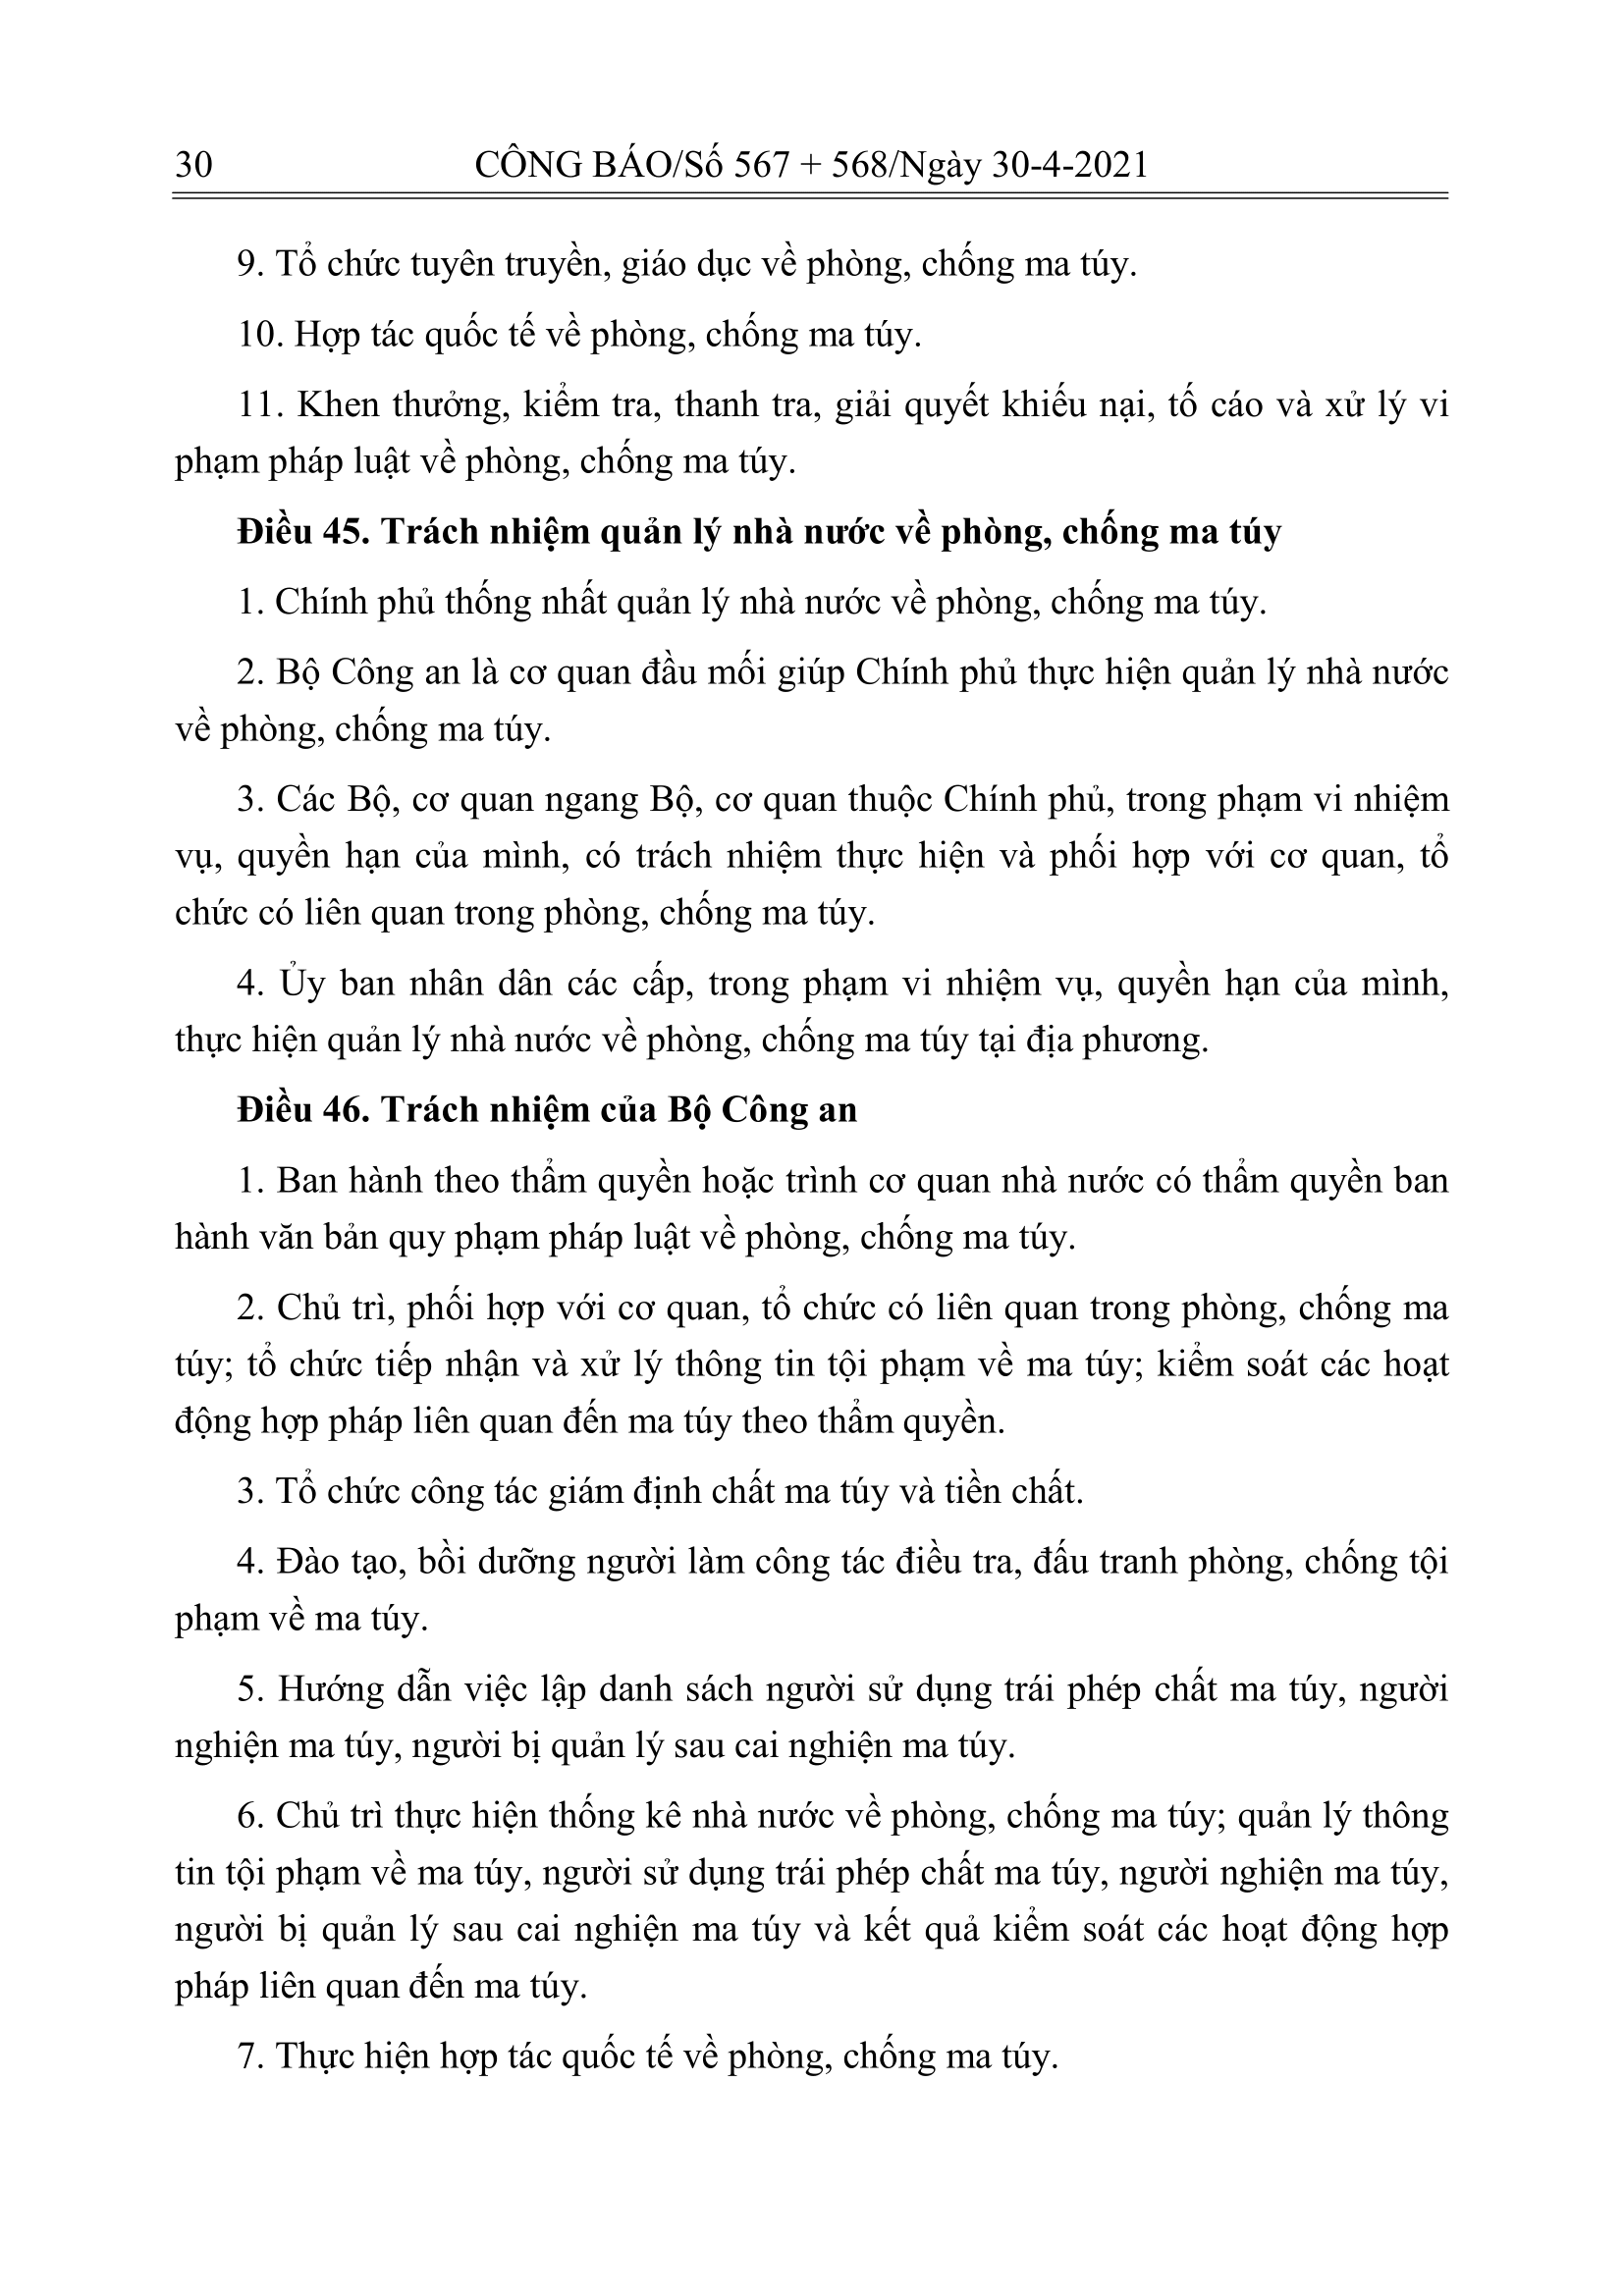 30
CÔNG BÁO/Số 567 + 568/Ngày 30-4-2021
9. Tổ chức tuyên truyền, giáo dục về phòng, chống ma túy.
10. Hợp tác quốc tế về phòng, chống ma túy.
11. Khen thưởng, kiểm tra, thanh tra, giải quyết khiếu nại, tố cáo và xử lý vi
phạm pháp luật về phòng, chống ma túy.
Điều 45. Trách nhiệm quản lý nhà nước về phòng, chống ma túy
1. Chính phủ thống nhất quản lý nhà nước về phòng, chống ma túy.
2. Bộ Công an là cơ quan đầu mối giúp Chính phủ thực hiện quản lý nhà nước
về phòng, chống ma túy.
3. Các Bộ, cơ quan ngang Bộ, cơ quan thuộc Chính phủ, trong phạm vi nhiệm
vụ, quyền hạn của mình, có trách nhiệm thực hiện và phối hợp với cơ quan, tổ
chức có liên quan trong phòng, chống ma túy.
4. Ủy ban nhân dân các cấp, trong phạm vi nhiệm vụ, quyền hạn của mình,
thực hiện quản lý nhà nước về phòng, chống ma túy tại địa phương.
Điều 46. Trách nhiệm của Bộ Công an
1. Ban hành theo thẩm quyền hoặc trình cơ quan nhà nước có thẩm quyền ban
hành văn bản quy phạm pháp luật về phòng, chống ma túy.
2. Chủ trì, phối hợp với cơ quan, tổ chức có liên quan trong phòng, chống ma
túy; tổ chức tiếp nhận và xử lý thông tin tội phạm về ma túy; kiểm soát các hoạt
động hợp pháp liên quan đến ma túy theo thẩm quyền.
3. Tổ chức công tác giám định chất ma túy và tiền chất.
4. Đào tạo, bồi dưỡng người làm công tác điều tra, đấu tranh phòng, chống tội
phạm về ma túy.
5. Hướng dẫn việc lập danh sách người sử dụng trái phép chất ma túy, người
nghiện ma túy, người bị quản lý sau cai nghiện ma túy.
6. Chủ trì thực hiện thống kê nhà nước về phòng, chống ma túy; quản lý thông
tin tội phạm về ma túy, người sử dụng trái phép chất ma túy, người nghiện ma túy,
người bị quản lý sau cai nghiện ma túy và kết quả kiểm soát các hoạt động hợp
pháp liên quan đến ma túy.
7. Thực hiện hợp tác quốc tế về phòng, chống ma túy.